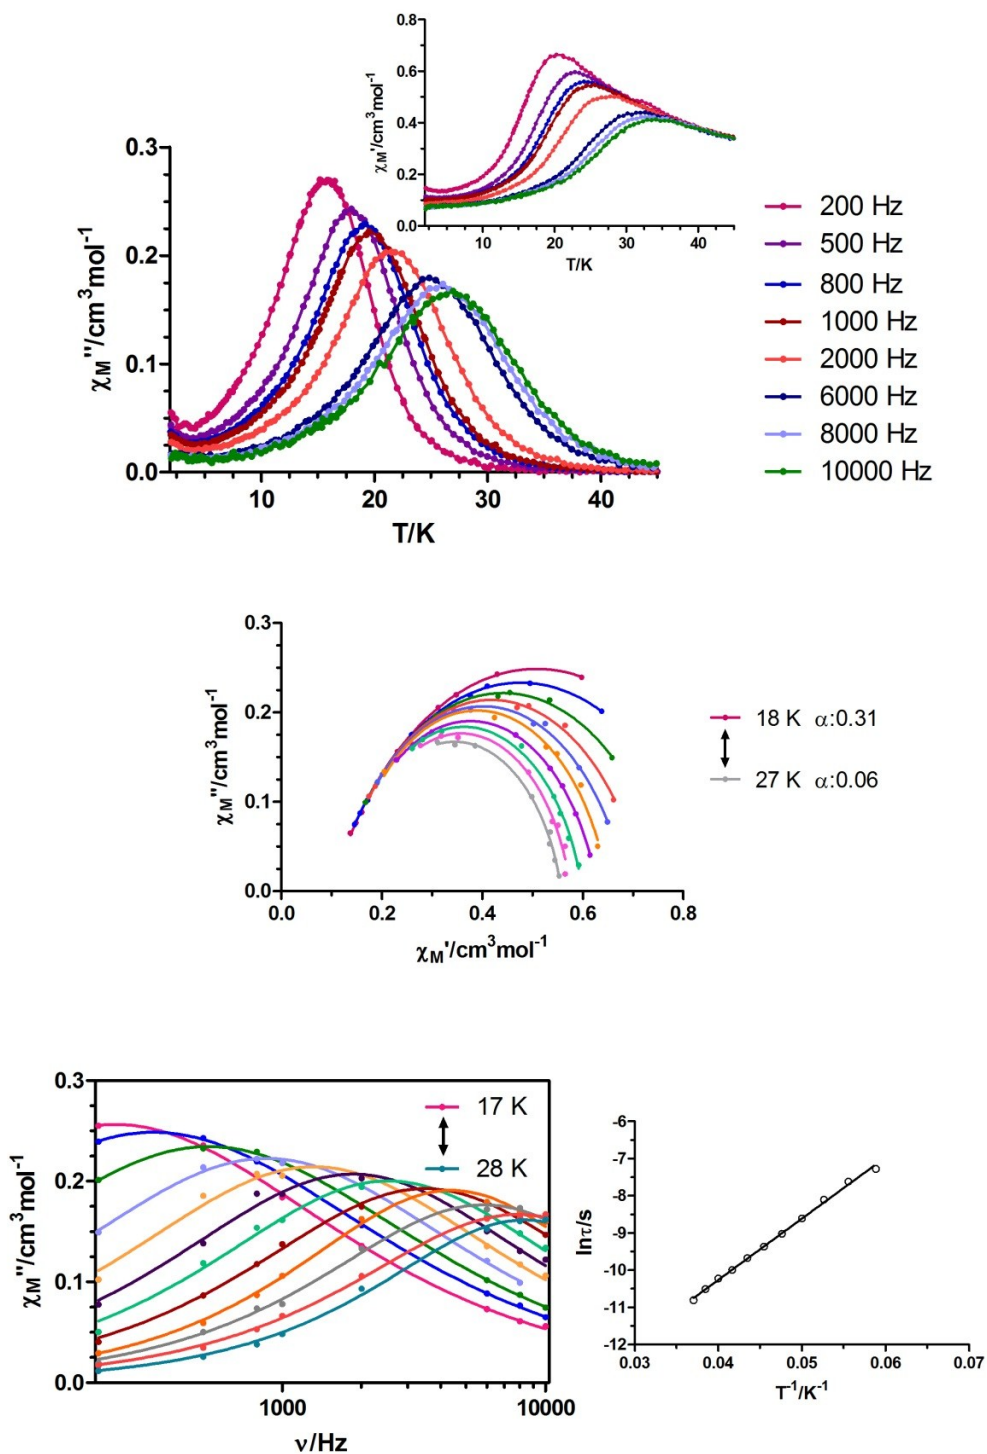 0.8
0.6
0.4
0.2
0.0
χM'/cm³mol⁻¹
10 20 30 40
T/K
0.3
0.2
0.1
0.0
χM''/cm³mol⁻¹
10 20 30 40
T/K
200 Hz
500 Hz
800 Hz
1000 Hz
2000 Hz
6000 Hz
8000 Hz
10000 Hz
0.3
0.2
0.1
0.0
χM''/cm³mol⁻¹
0.0 0.2 0.4 0.6 0.8
χM'/cm³mol⁻¹
18 K α:0.31
27 K α:0.06
0.3
0.2
0.1
0.0
χM''/cm³mol⁻¹
1000 10000
ν/Hz
17 K
28 K
-6
-7
-8
-9
-10
-11
-12
lnτ/s
0.03 0.04 0.05 0.06 0.07
T⁻¹/K⁻¹